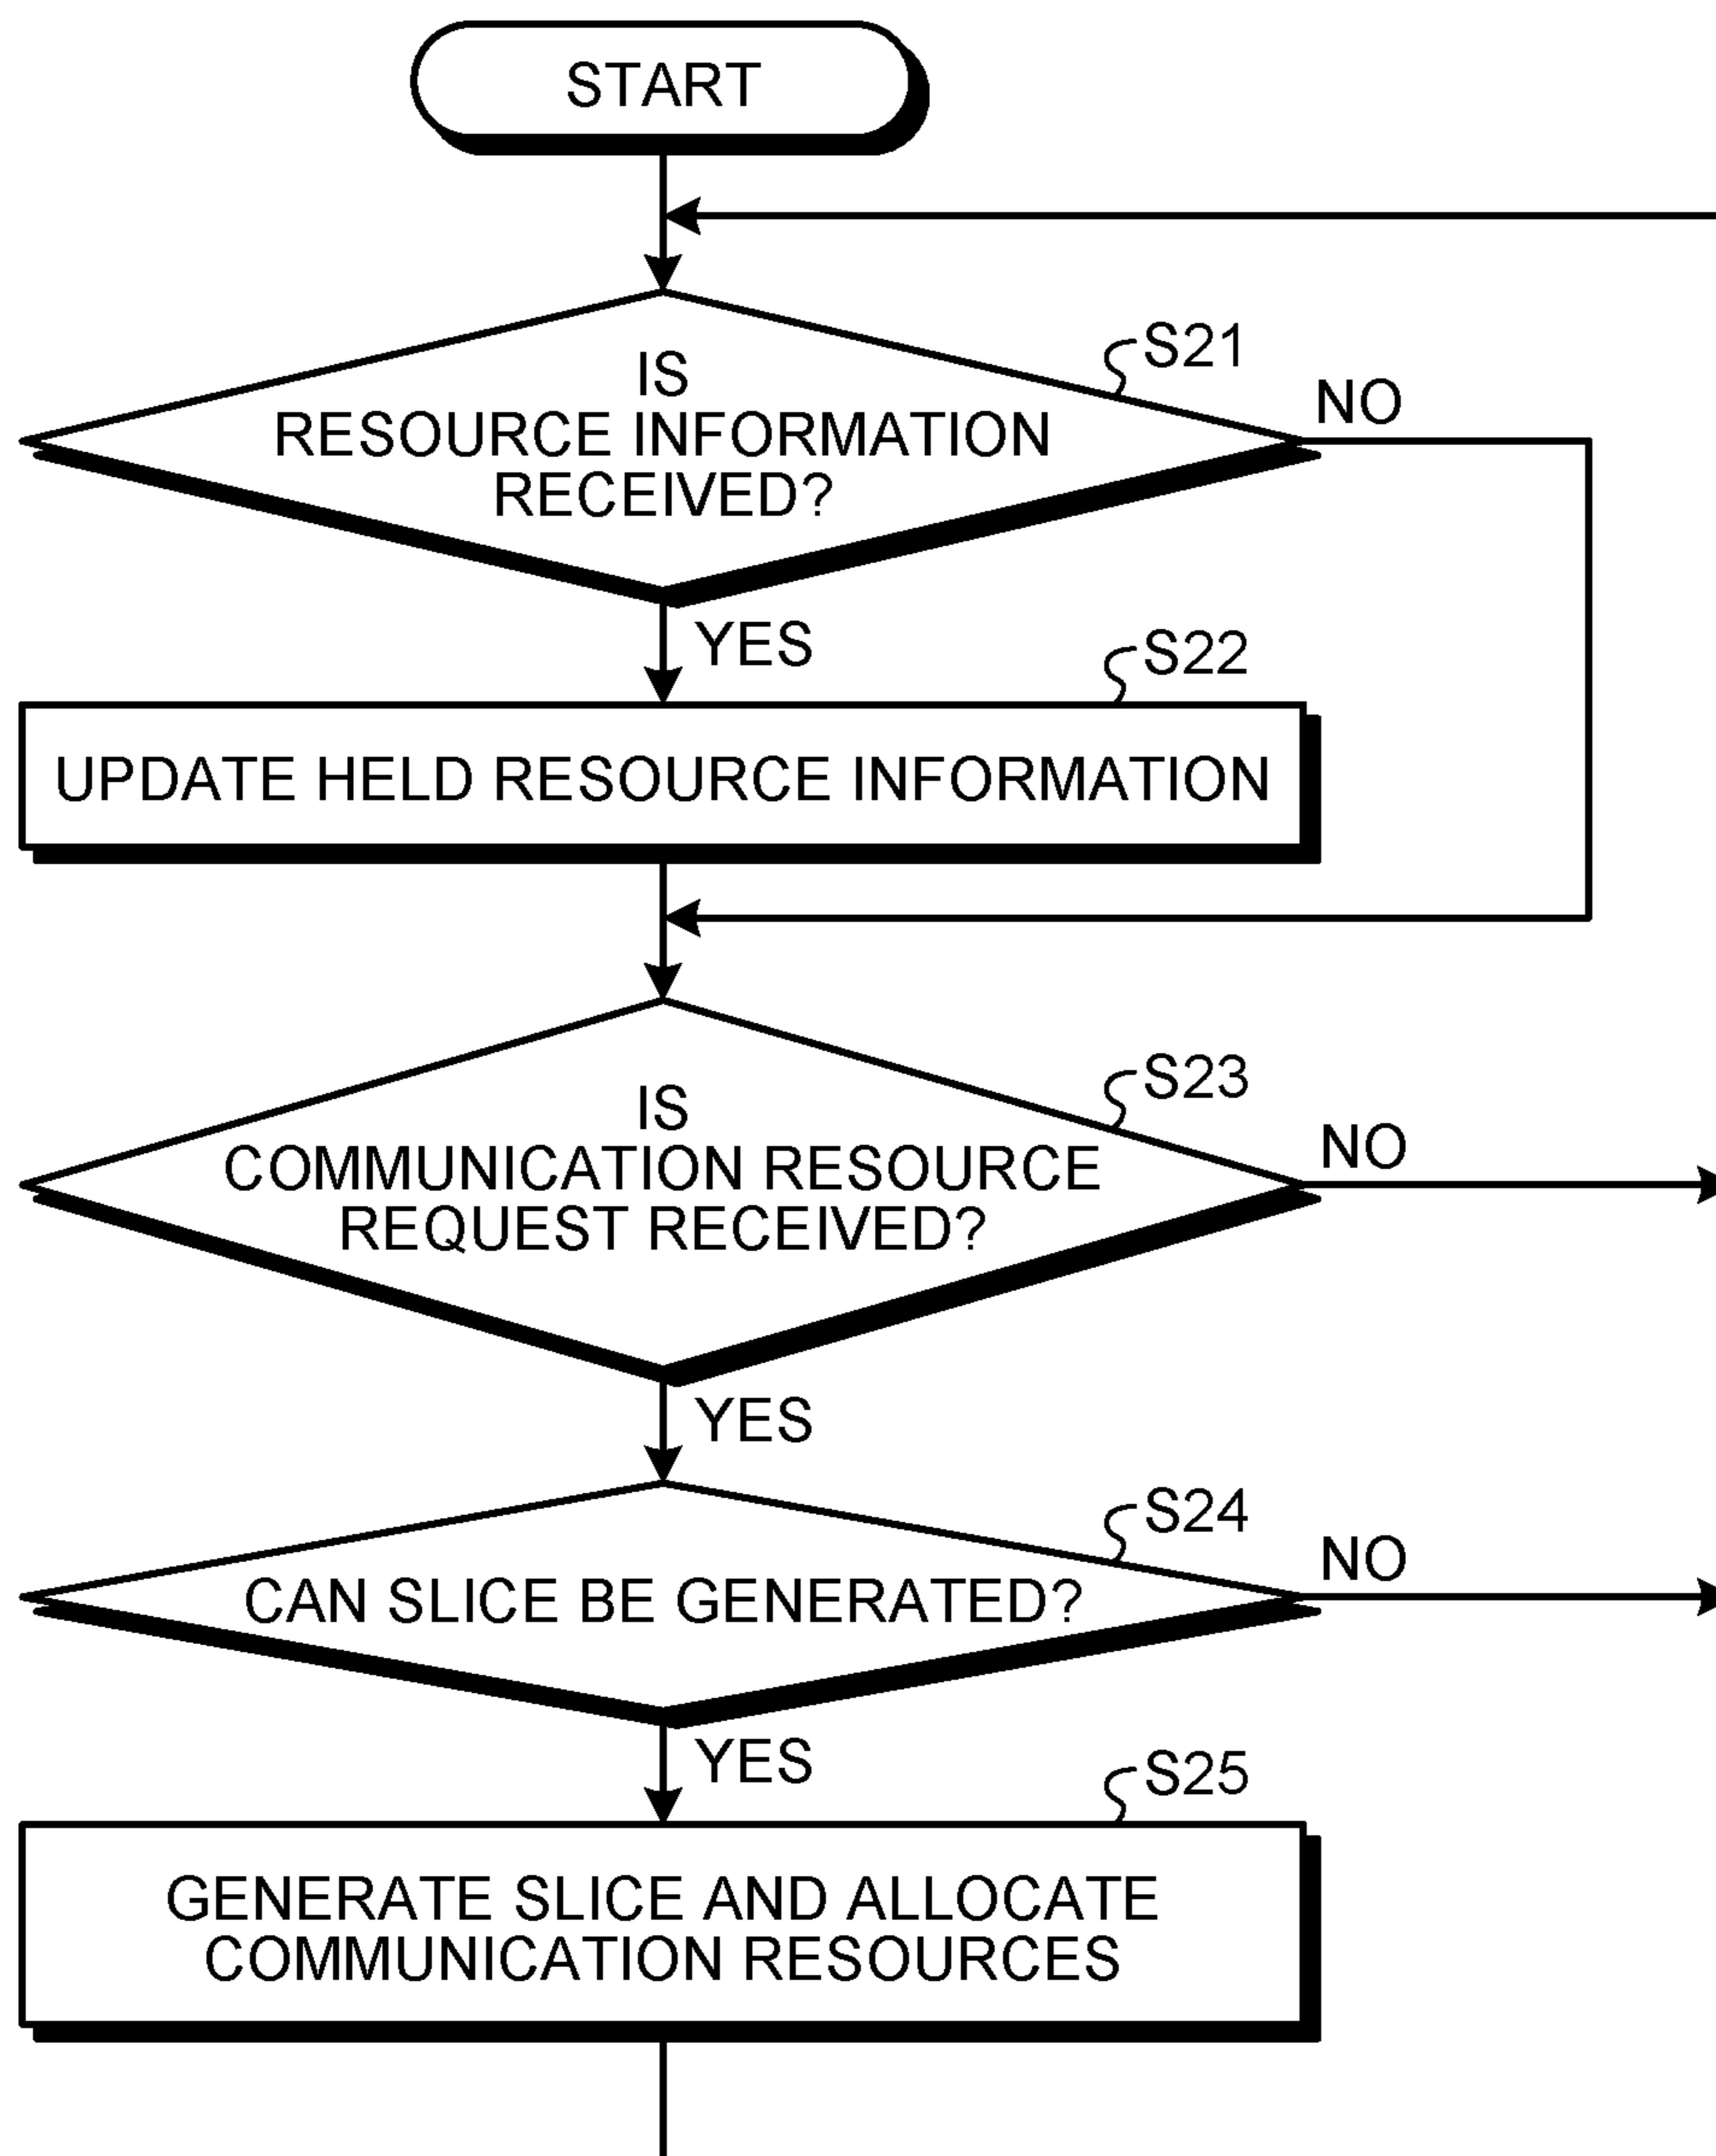 START
S21
IS
RESOURCE INFORMATION
RECEIVED?
NO
YES
S22
UPDATE HELD RESOURCE INFORMATION
S23
IS
COMMUNICATION RESOURCE
REQUEST RECEIVED?
NO
YES
S24
CAN SLICE BE GENERATED?
NO
YES
S25
GENERATE SLICE AND ALLOCATE
COMMUNICATION RESOURCES